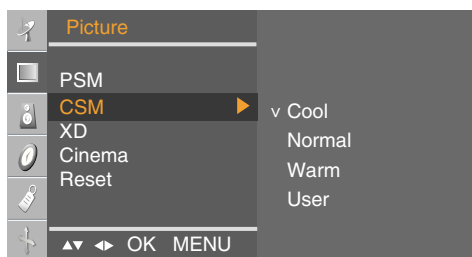 Picture
PSM
CSM
XD
Cinema
Reset
v Cool
Normal
Warm
User
▲▼ ◄► OK MENU